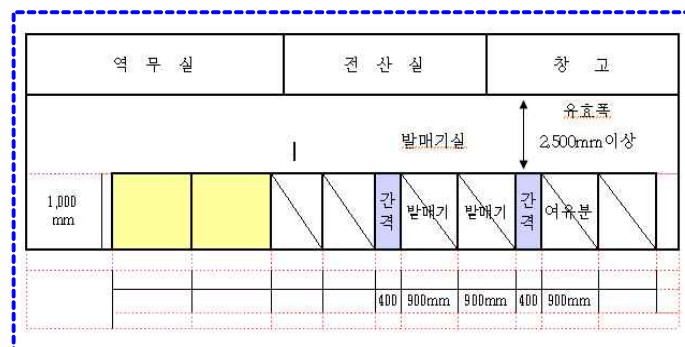 역 무 실
전 산 실
창 고
유효폭
2,500mm이상
발매기실
1,000
mm
간
격
발매기
발매기
간
격
여유분
400
900mm
900mm
400
900mm